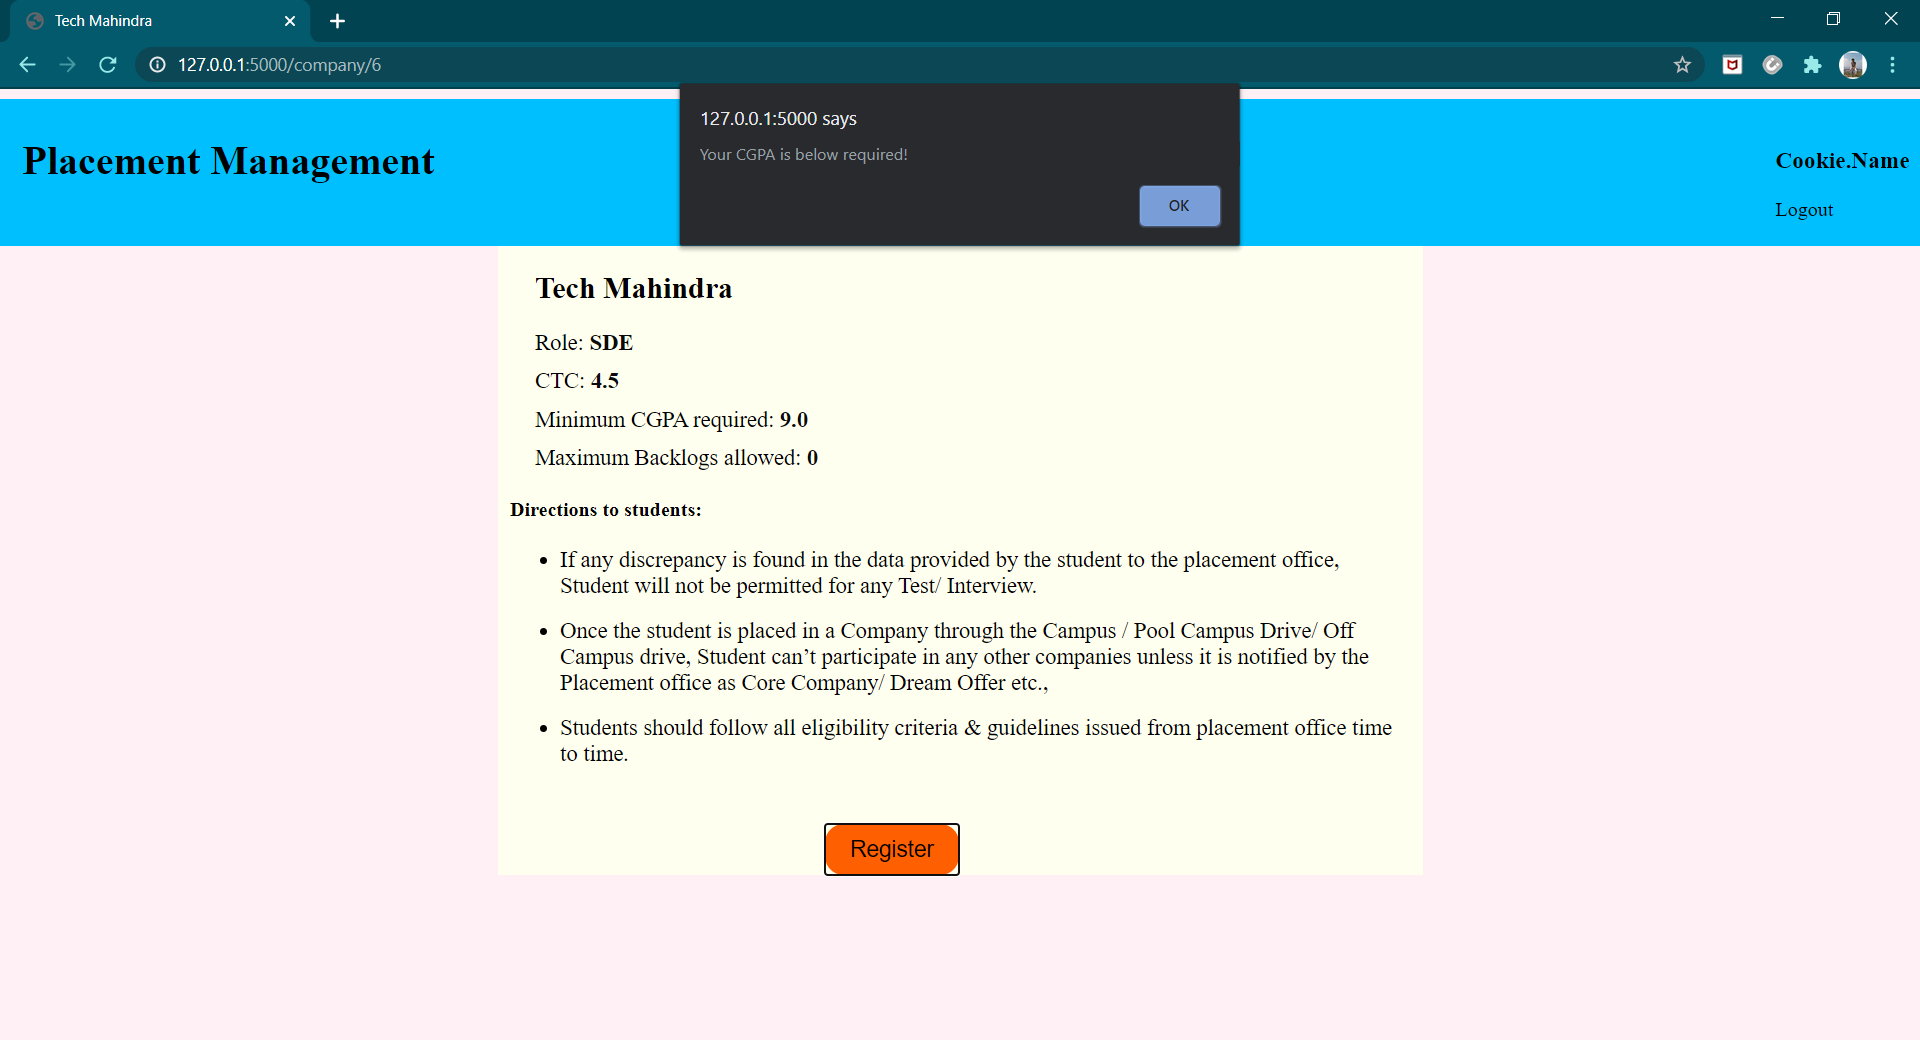 Tech Mahindra
127.0.0.1:5000/company/6
127.0.0.1:5000 says
Your CGPA is below required!
OK
Placement Management
Cookie.Name
Logout
Tech Mahindra
Role: SDE
CTC: 4.5
Minimum CGPA required: 9.0
Maximum Backlogs allowed: 0
Directions to students:
• If any discrepancy is found in the data provided by the student to the placement office,
Student will not be permitted for any Test/ Interview.
• Once the student is placed in a Company through the Campus / Pool Campus Drive/ Off
Campus drive, Student can’t participate in any other companies unless it is notified by the
Placement office as Core Company/ Dream Offer etc.,
• Students should follow all eligibility criteria & guidelines issued from placement office time
to time.
Register